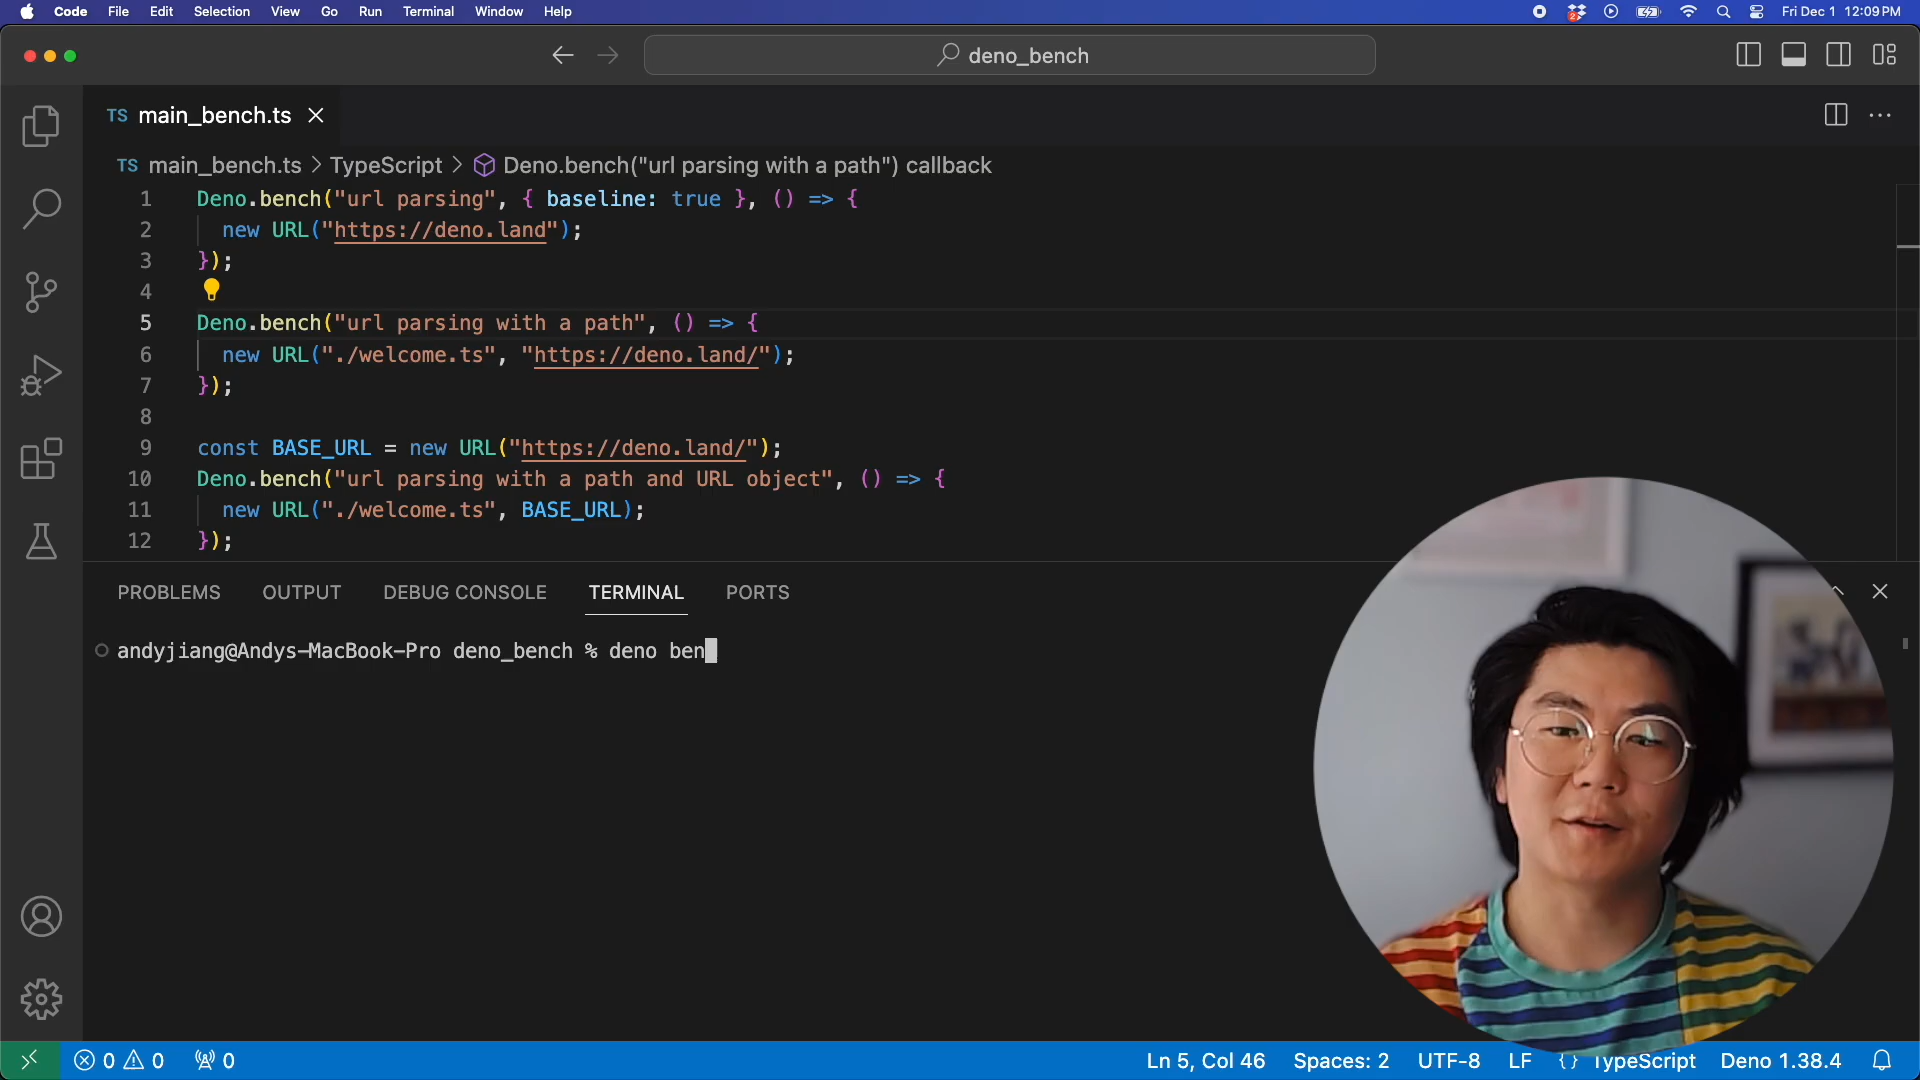 Code File Edit Selection View Go Run Terminal Window Help Fri Dec 1 12:09PM
deno_bench
TS main_bench.ts
TS main_bench.ts > TypeScript > Deno.bench("url parsing with a path") callback
1 Deno.bench("url parsing", { baseline: true }, () => {
2 new URL("https://deno.land");
3 });
4
5 Deno.bench("url parsing with a path", () => {
6 new URL("./welcome.ts", "https://deno.land/");
7 });
8
9 const BASE_URL = new URL("https://deno.land/");
10 Deno.bench("url parsing with a path and URL object", () => {
11 new URL("./welcome.ts", BASE_URL);
12 });
PROBLEMS OUTPUT DEBUG CONSOLE TERMINAL PORTS
andyjiang@Andys-MacBook-Pro deno_bench % deno ben
0 0 0 Ln 5, Col 46 Spaces: 2 UTF-8 LF {} TypeScript Deno 1.38.4